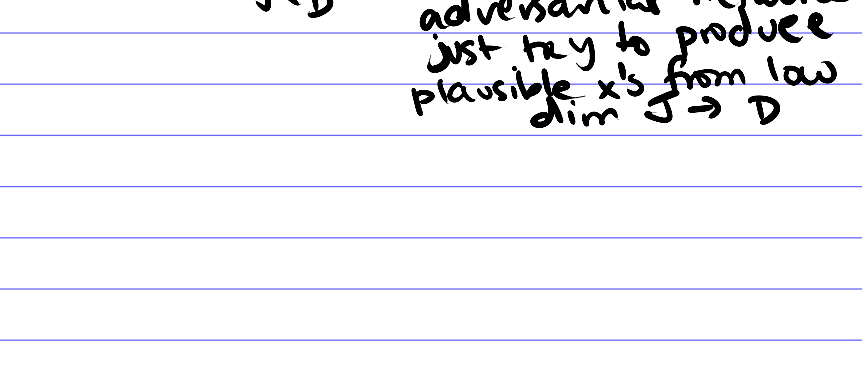 J < D
adversarial
just try to produce
plausible x's from low
dim J → D